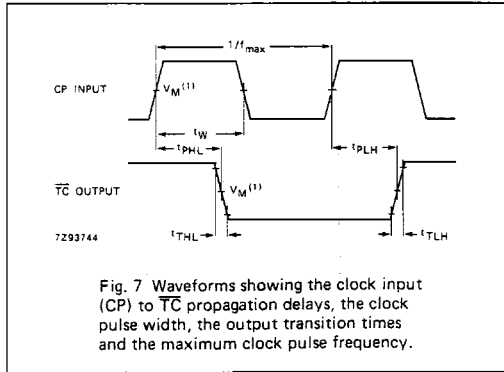 1/fmax
CP INPUT
VM(1)
tW
tPHL
tPLH
TC OUTPUT
VM(1)
7Z93744
tTHL
tTLH
Fig. 7 Waveforms showing the clock input
(CP) to TC propagation delays, the clock
pulse width, the output transition times
and the maximum clock pulse frequency.